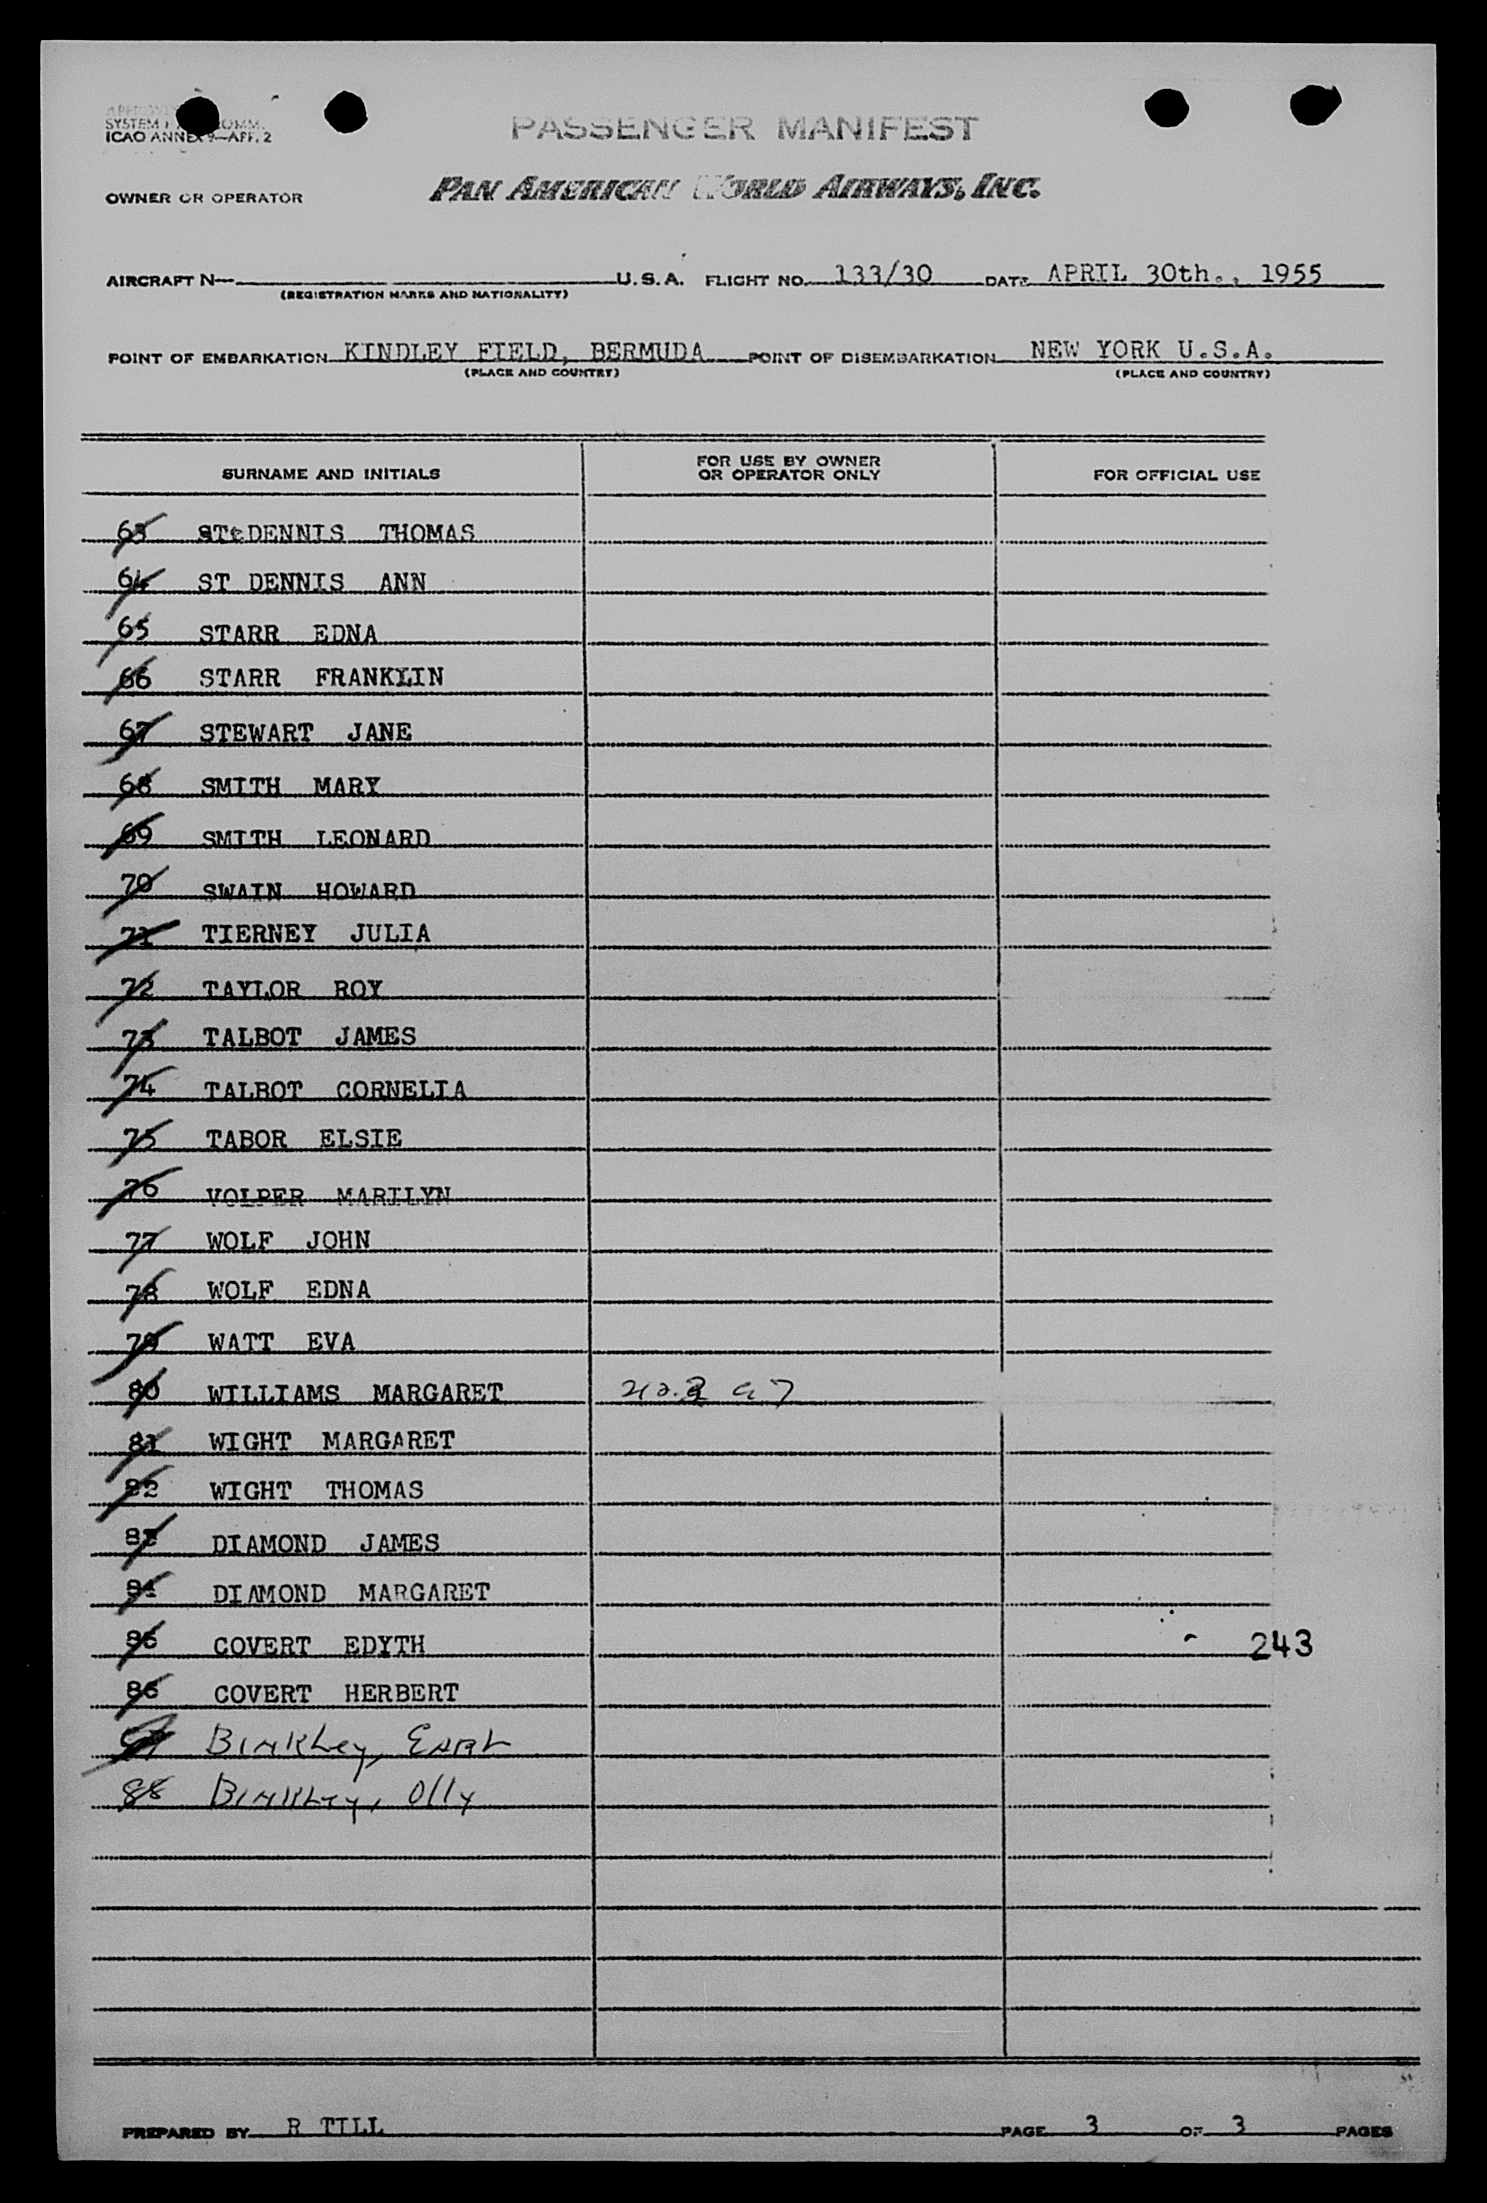 SYSTEM
ICAO ANNEX 9—APP. 2
PASSENGER MANIFEST
OWNER OR OPERATOR PAN AMERICAN WORLD AIRWAYS, INC.
AIRCRAFT N— U.S.A. FLIGHT NO. 133/30 DATE APRIL 30th., 1955
(REGISTRATION MARKS AND NATIONALITY)
POINT OF EMBARKATION KINDLEY FIELD, BERMUDA POINT OF DISEMBARKATION NEW YORK U.S.A.
(PLACE AND COUNTRY) (PLACE AND COUNTRY)
SURNAME AND INITIALS FOR USE BY OWNER OR OPERATOR ONLY FOR OFFICIAL USE
63 ST DENNIS THOMAS
64 ST DENNIS ANN
65 STARR EDNA
66 STARR FRANKLIN
67 STEWART JANE
68 SMITH MARY
69 SMITH LEONARD
70 SWAIN HOWARD
71 TIERNEY JULIA
72 TAYLOR ROY
73 TALBOT JAMES
74 TALBOT CORNELIA
75 TABOR ELSIE
76 VOLPER MARILYN
77 WOLF JOHN
78 WOLF EDNA
79 WATT EVA
80 WILLIAMS MARGARET
81 WIGHT MARGARET
82 WIGHT THOMAS
83 DIAMOND JAMES
84 DIAMOND MARGARET
85 COVERT EDYTH 243
86 COVERT HERBERT
87 Binkley, Earl
88 Binkley, Olly
PREPARED BY R TILL PAGE 3 OF 3 PAGES